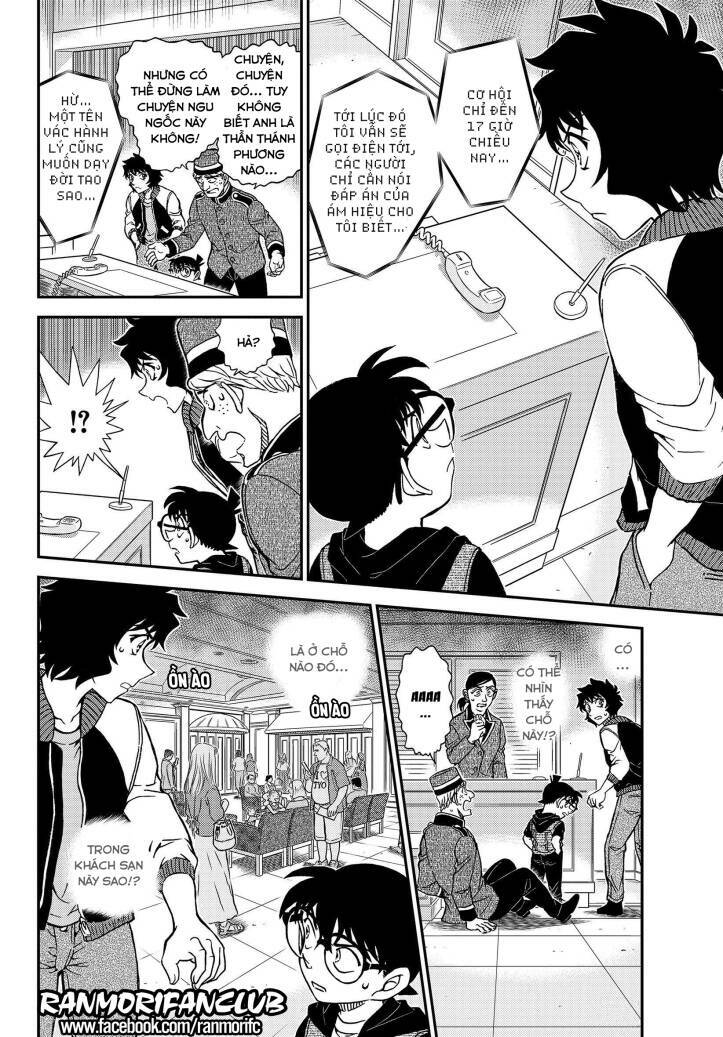 CƠ HỘI
CHỈ ĐẾN
17 GIỜ
CHIỀU
NAY...
TỚI LÚC ĐÓ
TÔI VẪN SẼ
GỌI ĐIỆN TỚI,
CÁC NGƯỜI
CHỈ CẦN NÓI
ĐÁP ÁN CỦA
ÁM HIỆU CHO
TÔI BIẾT...
CHUYỆN,
CHUYỆN
ĐÓ... TUY
KHÔNG
BIẾT ANH LÀ
THẦN THÁNH
PHƯƠNG
NÀO...
NHƯNG CÓ
THỂ ĐỪNG LÀM
CHUYỆN NGU
NGỐC NÀY
KHÔNG!
HỪ...
MỘT TÊN
VÁC HÀNH
LÝ CŨNG
MUỐN DẠY
ĐỜI TAO
SAO...
HẢ?
!?
CÓ
...
CÓ THỂ
NHÌN
THẤY CHỖ
NÀY!?
AAAA
...
LÀ Ở CHỖ
NÀO ĐÓ...
ỒN ÀO
ỒN ÀO
TYO
TRONG
KHÁCH SẠN
NÀY SAO!?
RANMORIFANCLUB
www.facebook.com/ranmorifc